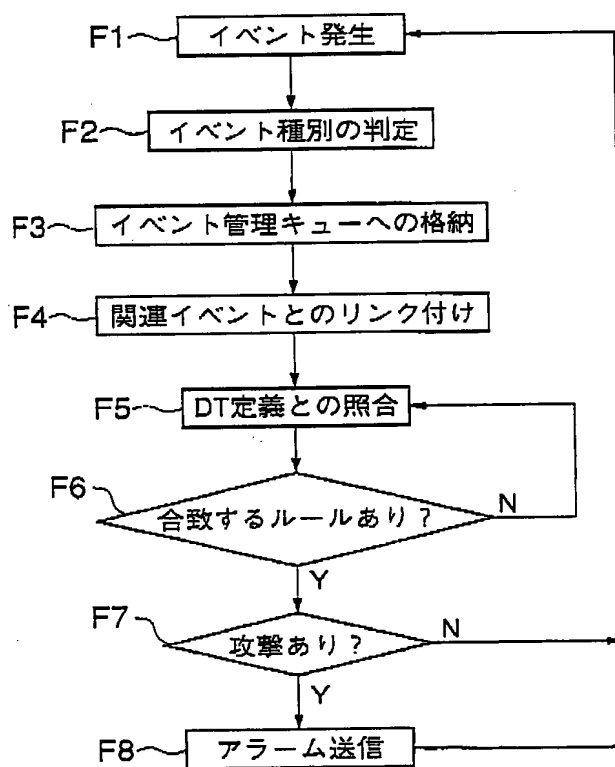 F1 イベント発生
F2 イベント種別の判定
F3 イベント管理キューへの格納
F4 関連イベントとのリンク付け
F5 DT定義との照合
F6 合致するルールあり？ N
Y
F7 攻撃あり？ N
Y
F8 アラーム送信